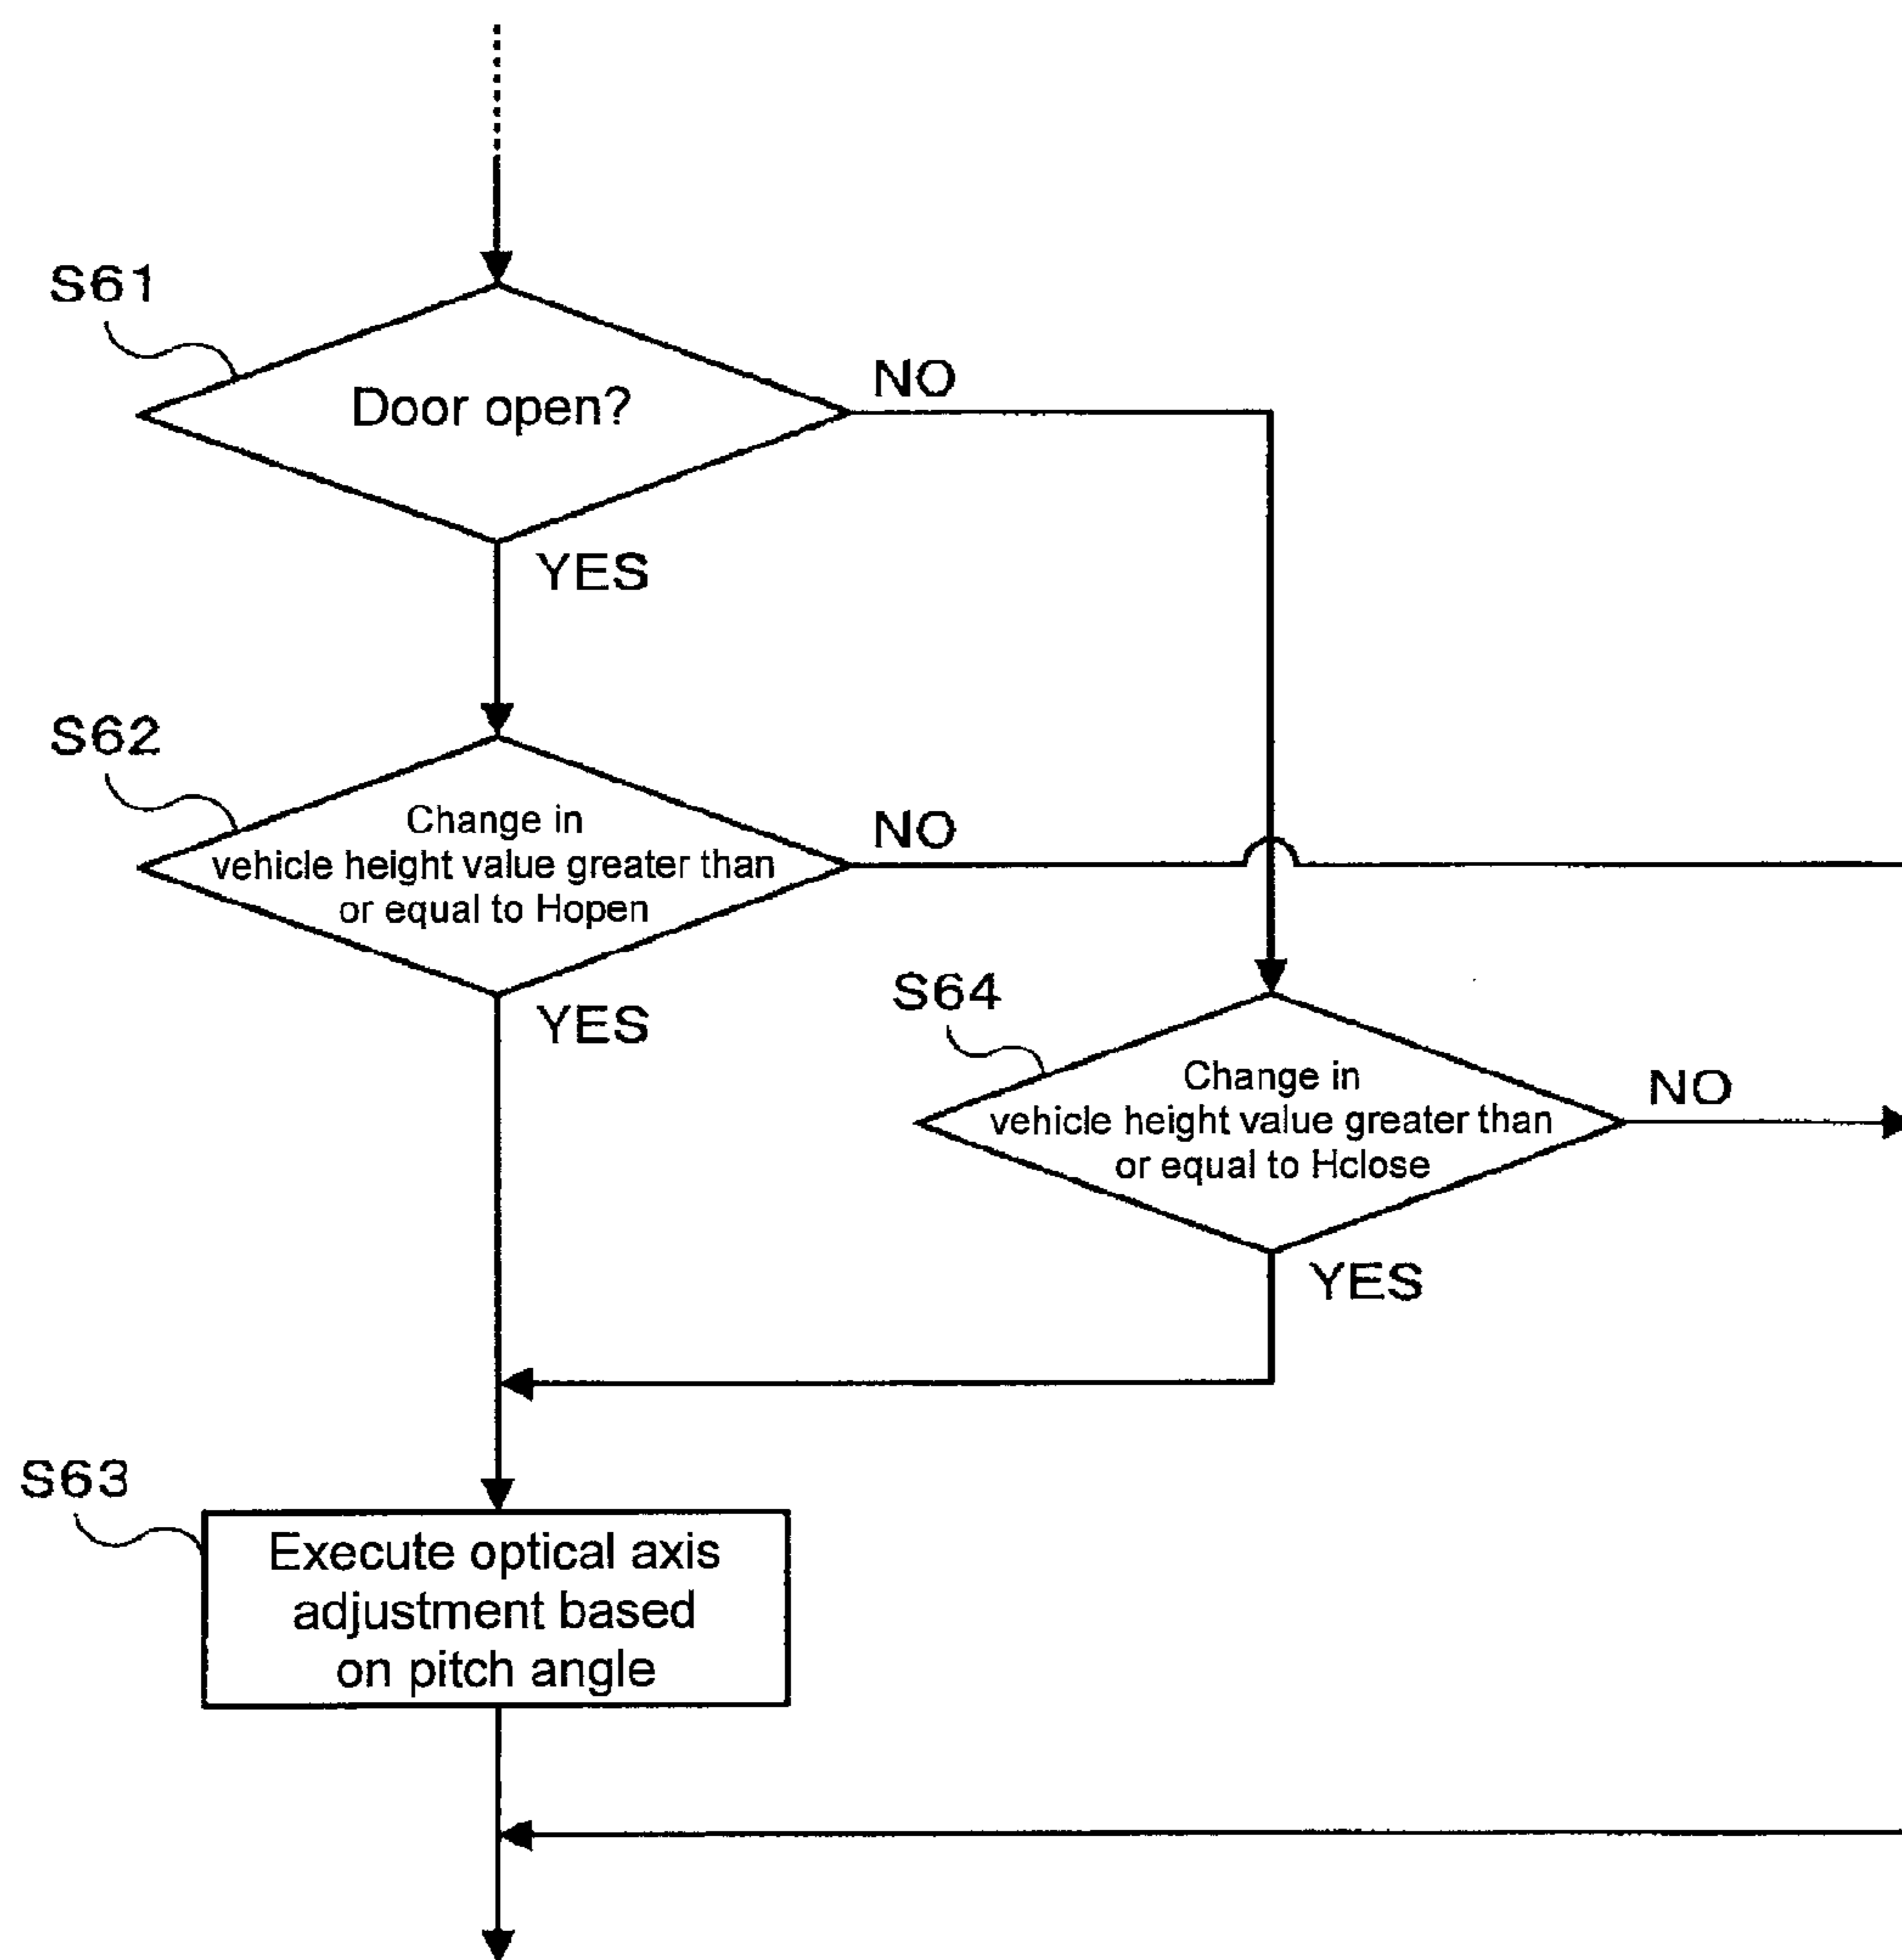 S61
Door open?
NO
YES
S62
Change in
vehicle height value greater than
or equal to Hopen
NO
YES
S64
Change in
vehicle height value greater than
or equal to Hclose
NO
YES
S63
Execute optical axis
adjustment based
on pitch angle